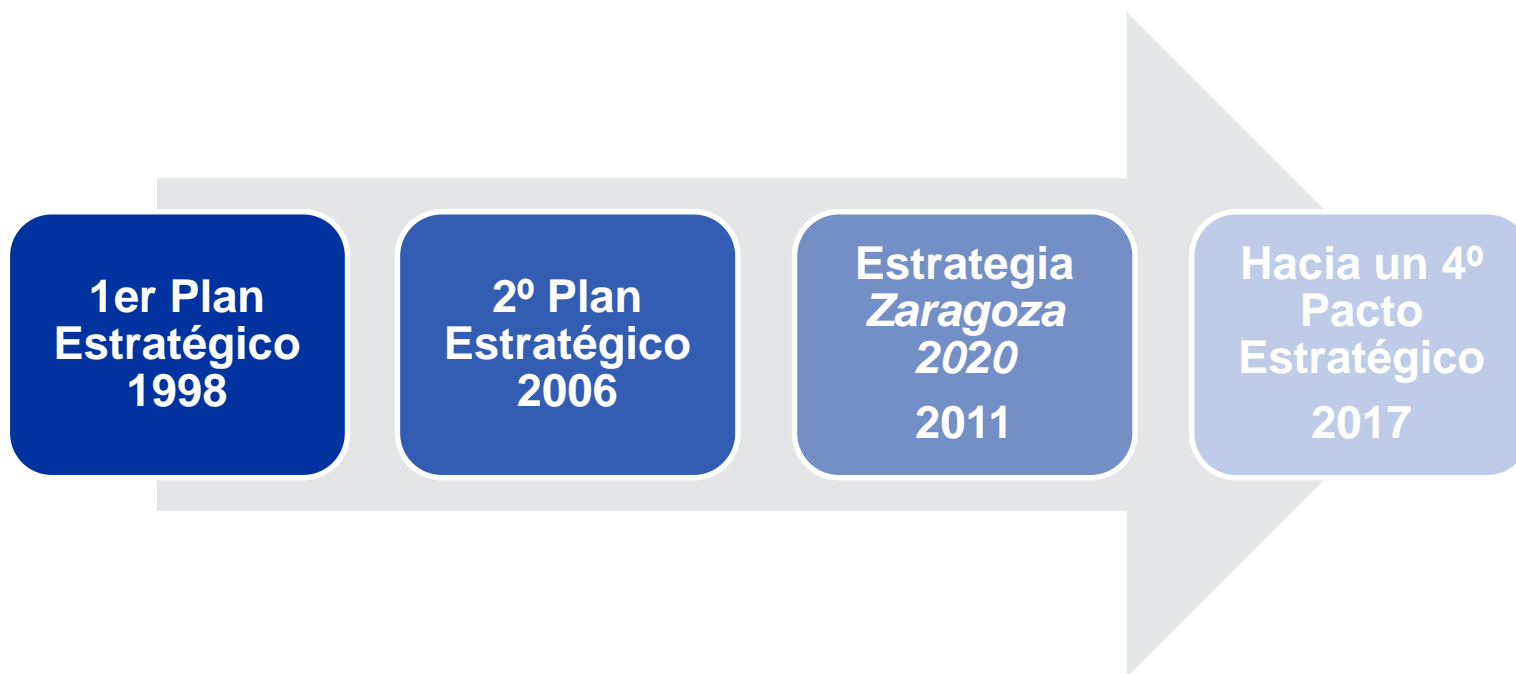 1er Plan
Estratégico
1998
2º Plan
Estratégico
2006
Estrategia
Zaragoza
2020
2011
Hacia un 4º
Pacto
Estratégico
2017